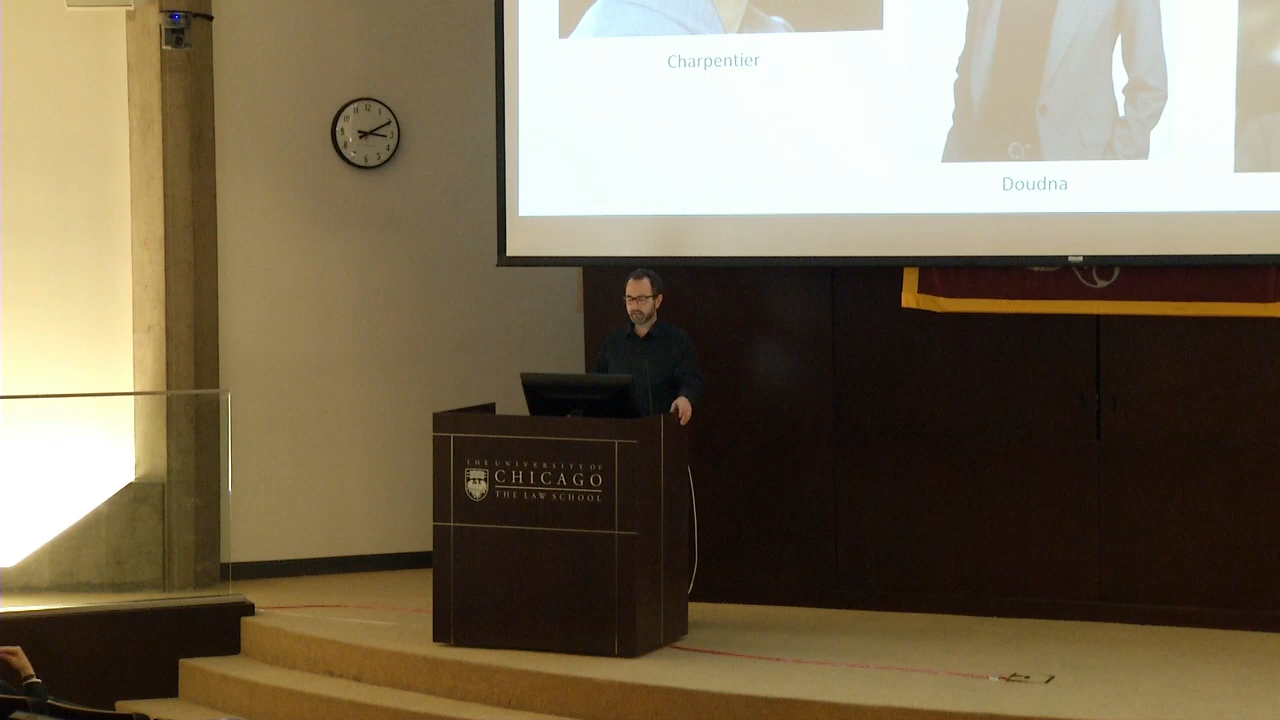 Charpentier
Doudna
THE UNIVERSITY OF
CHICAGO
THE LAW SCHOOL